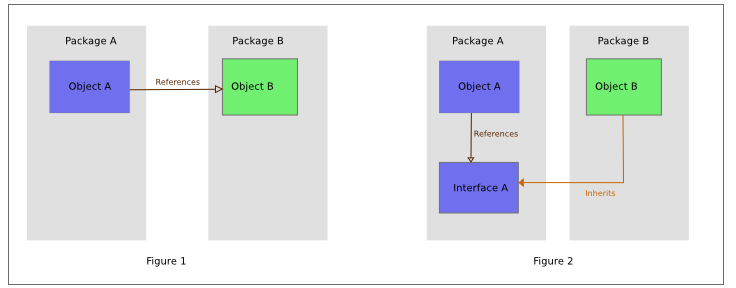 Package A
Package B
Object A
References
Object B
Figure 1
Package A
Package B
Object A
Object B
References
Interface A
Inherits
Figure 2